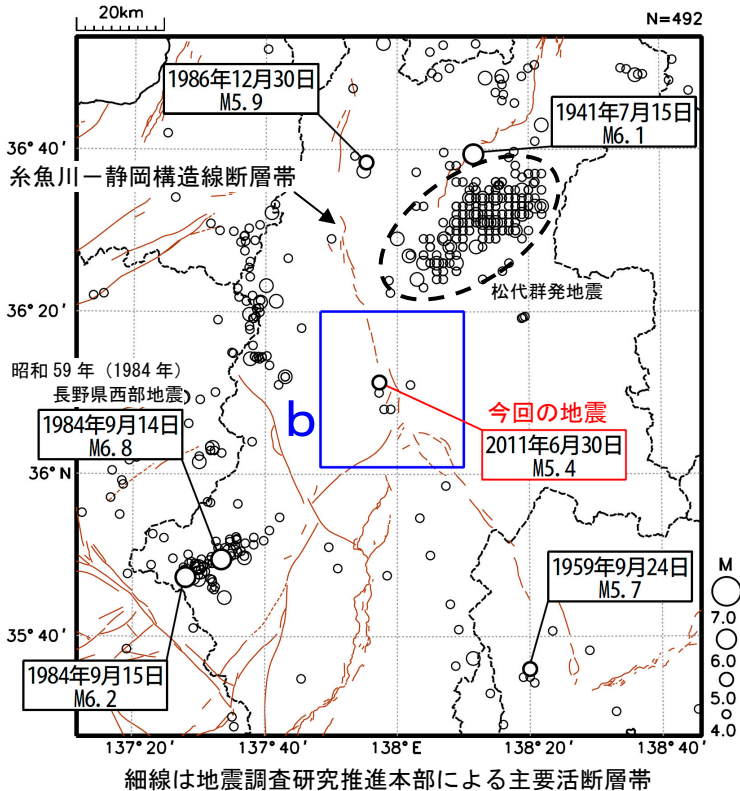 20km
N=492
1986年12月30日
M5.9
1941年7月15日
M6.1
36°40′
糸魚川－静岡構造線断層帯
松代群発地震
36°20′
昭和59年（1984年）
長野県西部地震)
1984年9月14日
M6.8
b
今回の地震
2011年6月30日
M5.4
36°N
1959年9月24日
M5.7
M
7.0
6.0
5.0
4.0
35°40′
1984年9月15日
M6.2
137°20′
137°40′
138°E
138°20′
138°40′
細線は地震調査研究推進本部による主要活断層帯